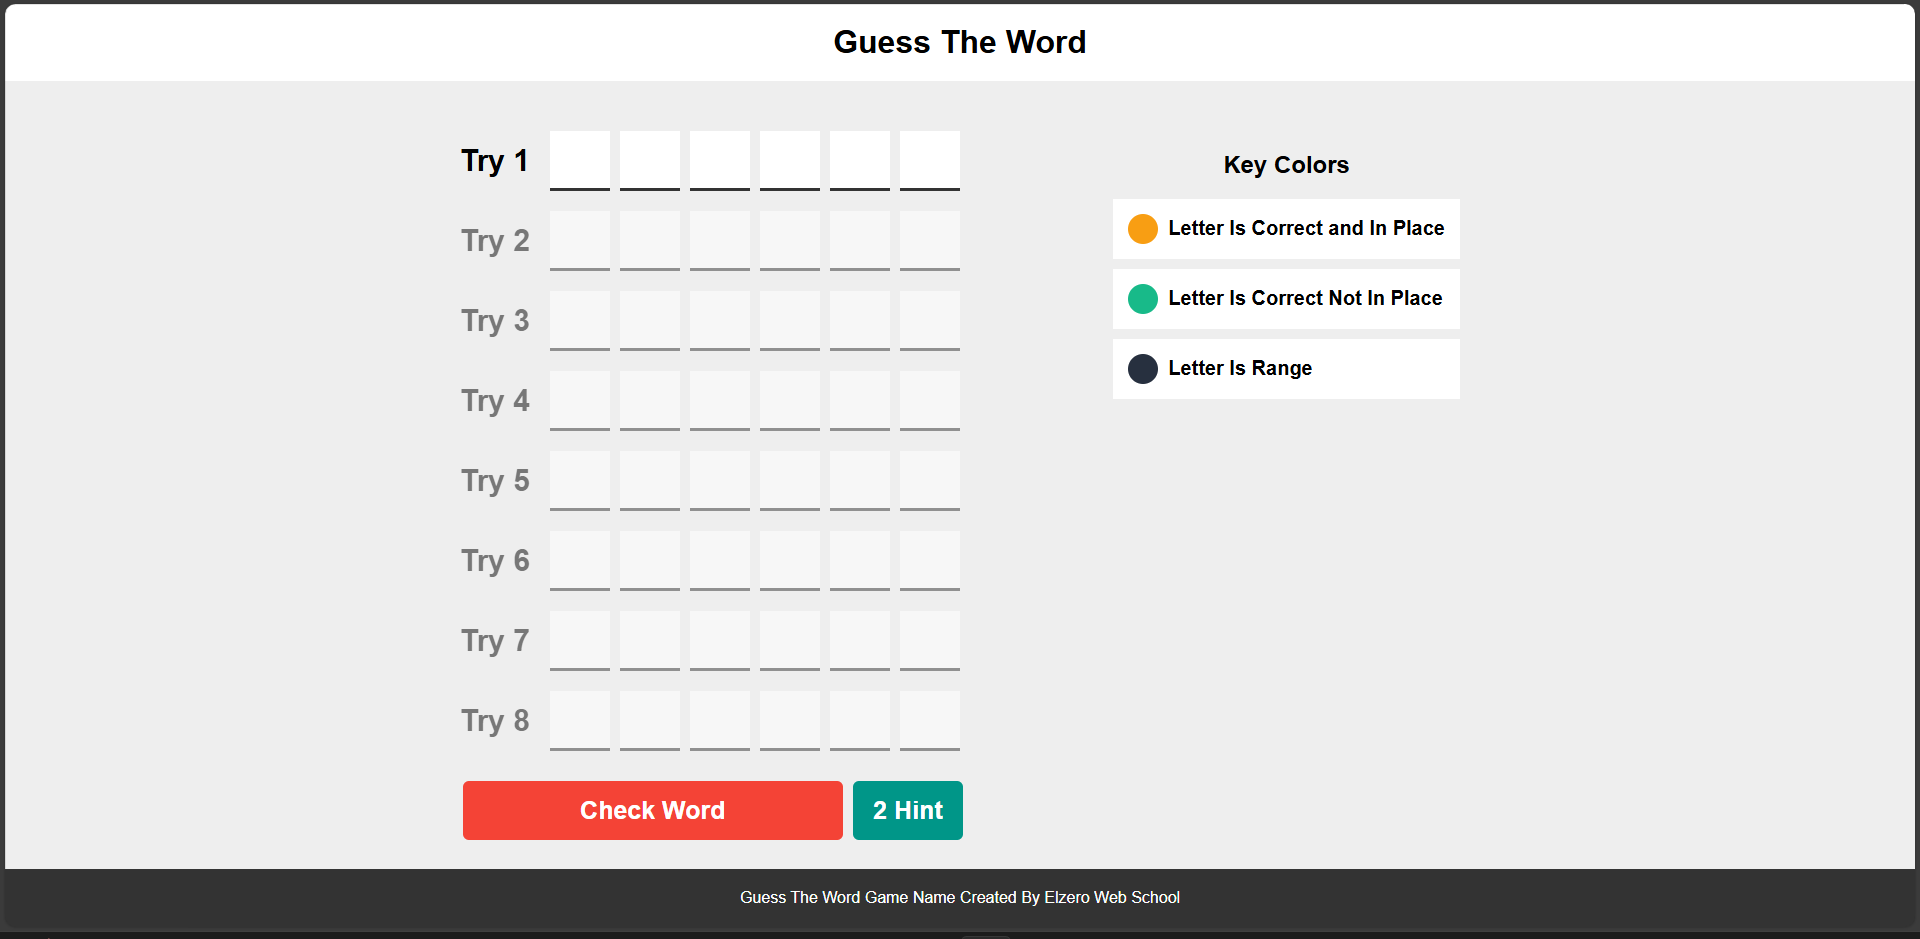 Guess The Word
Try 1
Try 2
Try 3
Try 4
Try 5
Try 6
Try 7
Try 8
Check Word
2 Hint
Key Colors
Letter Is Correct and In Place
Letter Is Correct Not In Place
Letter Is Range
Guess The Word Game Name Created By Elzero Web School